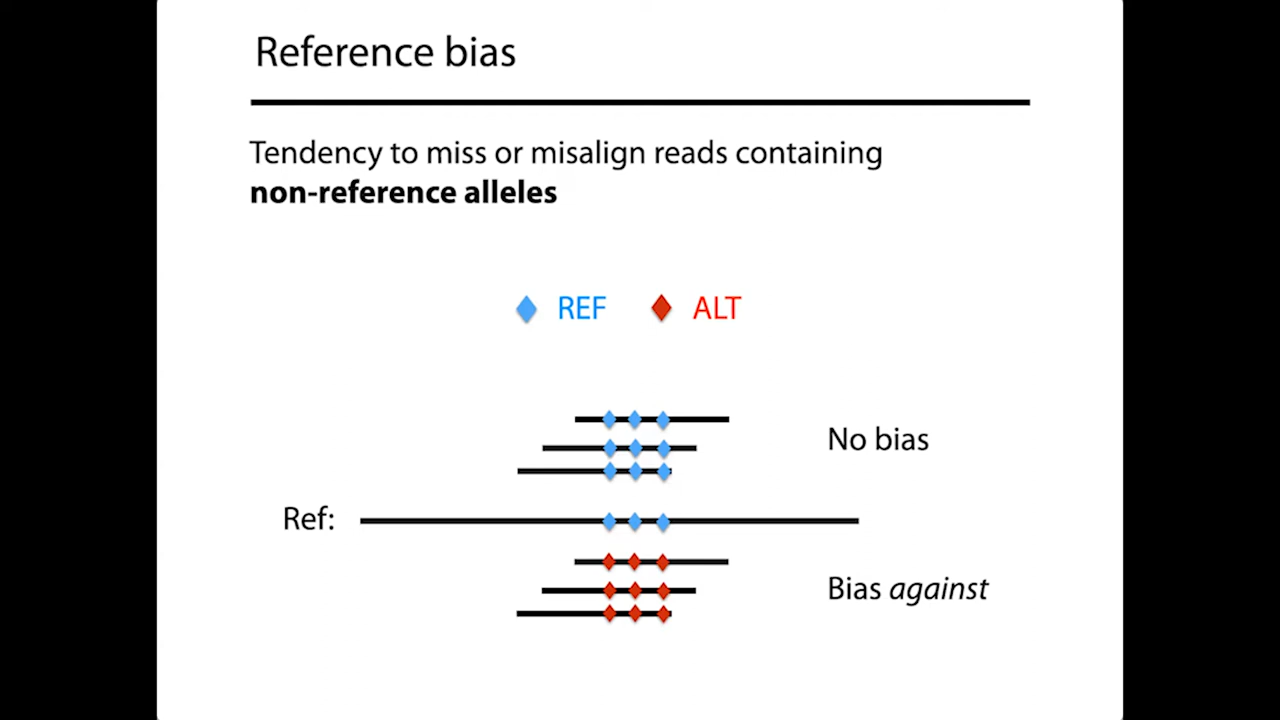 Reference bias
Tendency to miss or misalign reads containing
non-reference alleles
REF ALT
No bias
Ref:
Bias against